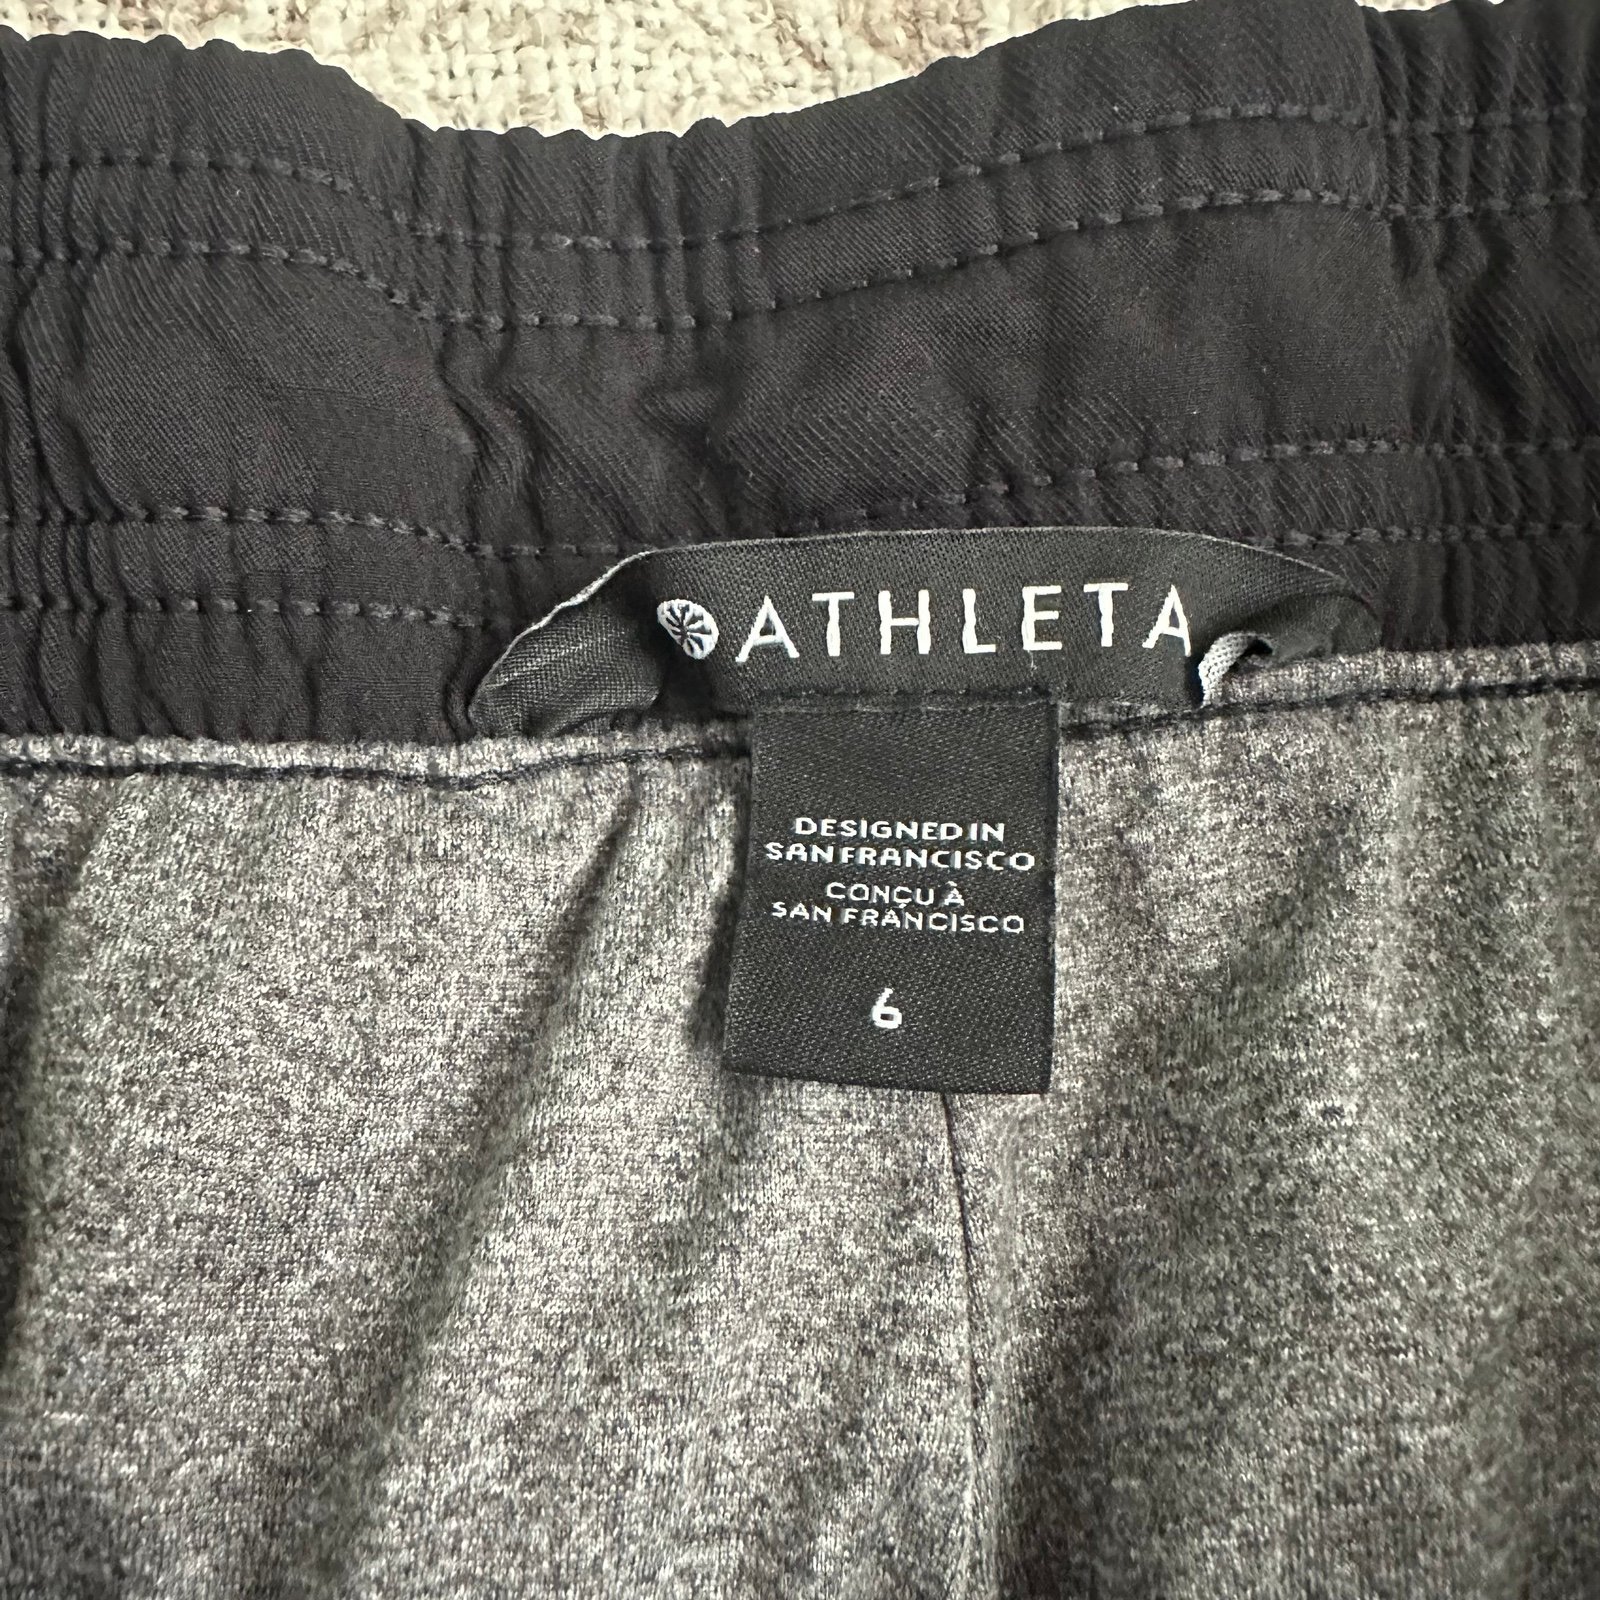 ATHLETA
DESIGNED IN
SAN FRANCISCO
CONÇU À
SAN FRANCISCO
6